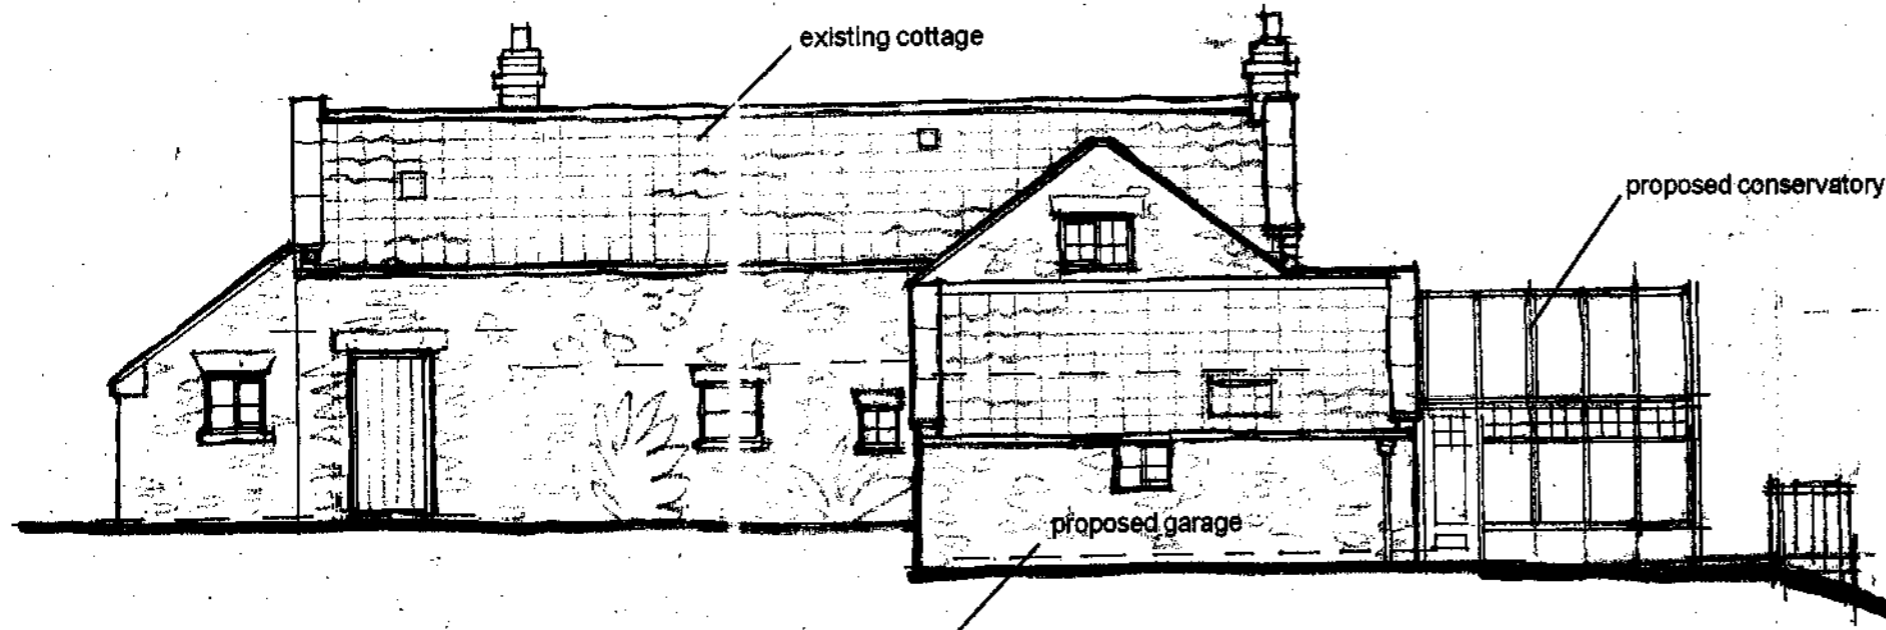 existing cottage
proposed conservatory
proposed garage